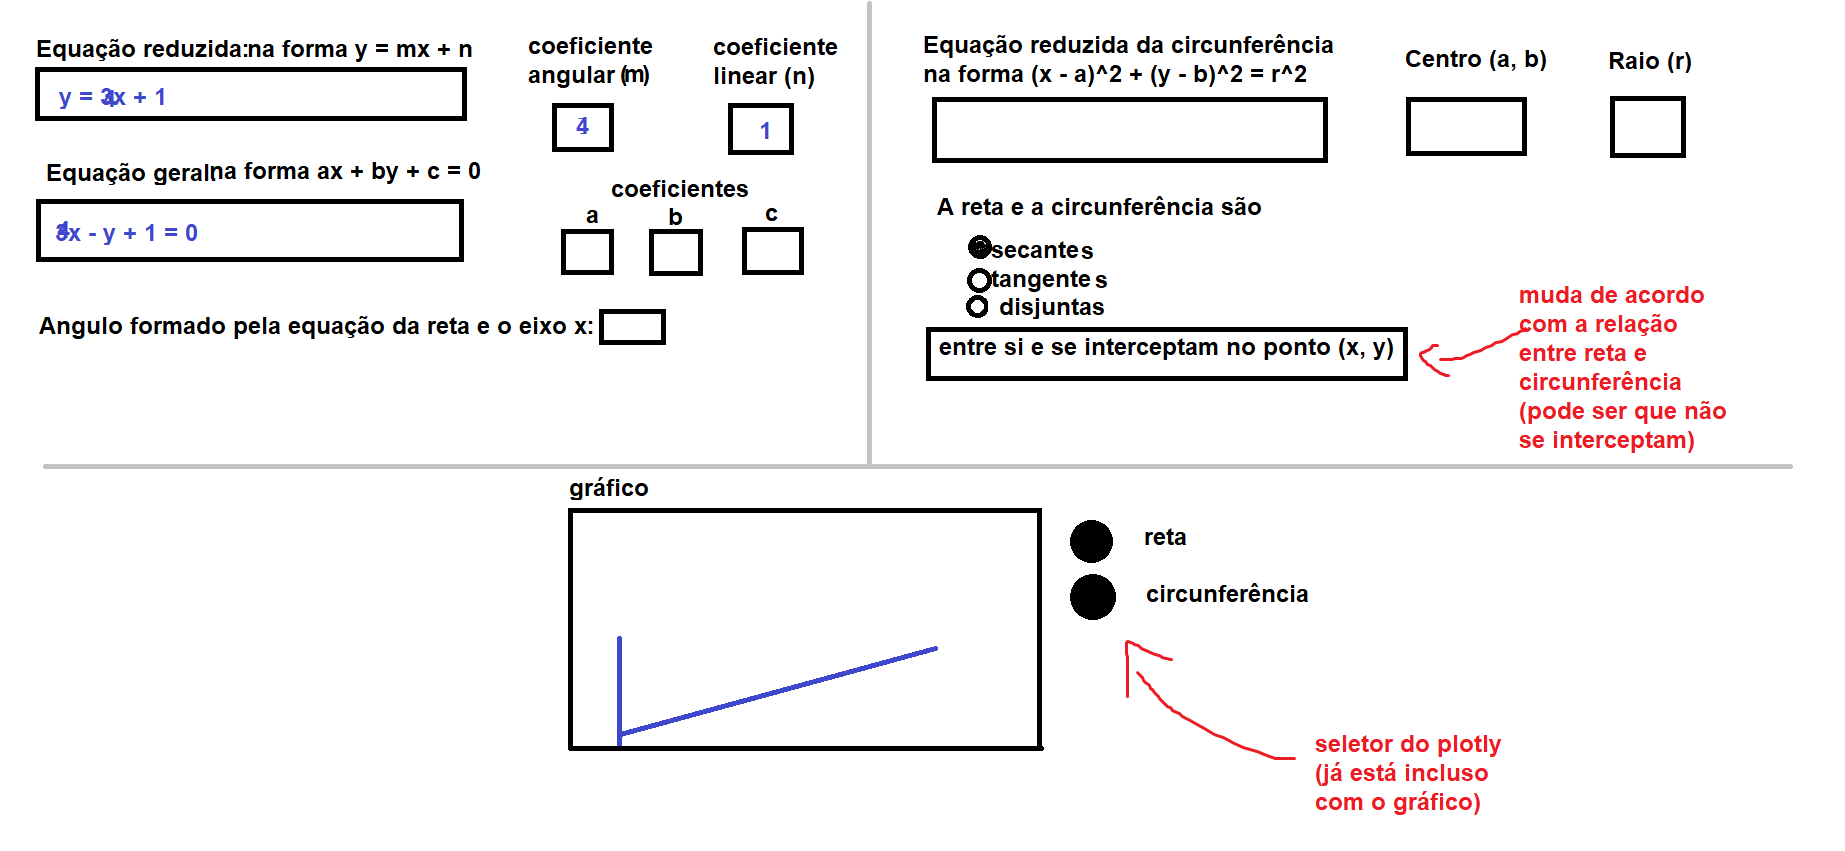 Equação reduzida:na forma y = mx + n
coeficiente
angular (m)
coeficiente
linear (n)
y = x + 1
4
1
Equação geral:na forma ax + by + c = 0
4x - y + 1 = 0
coeficientes
a
b
c
Angulo formado pela equação da reta e o eixo x:
Equação reduzida da circunferência
na forma (x - a)^2 + (y - b)^2 = r^2
Centro (a, b)
Raio (r)
A reta e a circunferência são
secantes
tangentes
disjuntas
entre si e se interceptam no ponto (x, y)
muda de acordo
com a relação
entre reta e
circunferência
(pode ser que não
se interceptam)
gráfico
reta
circunferência
seletor do plotly
(já está incluso
com o gráfico)